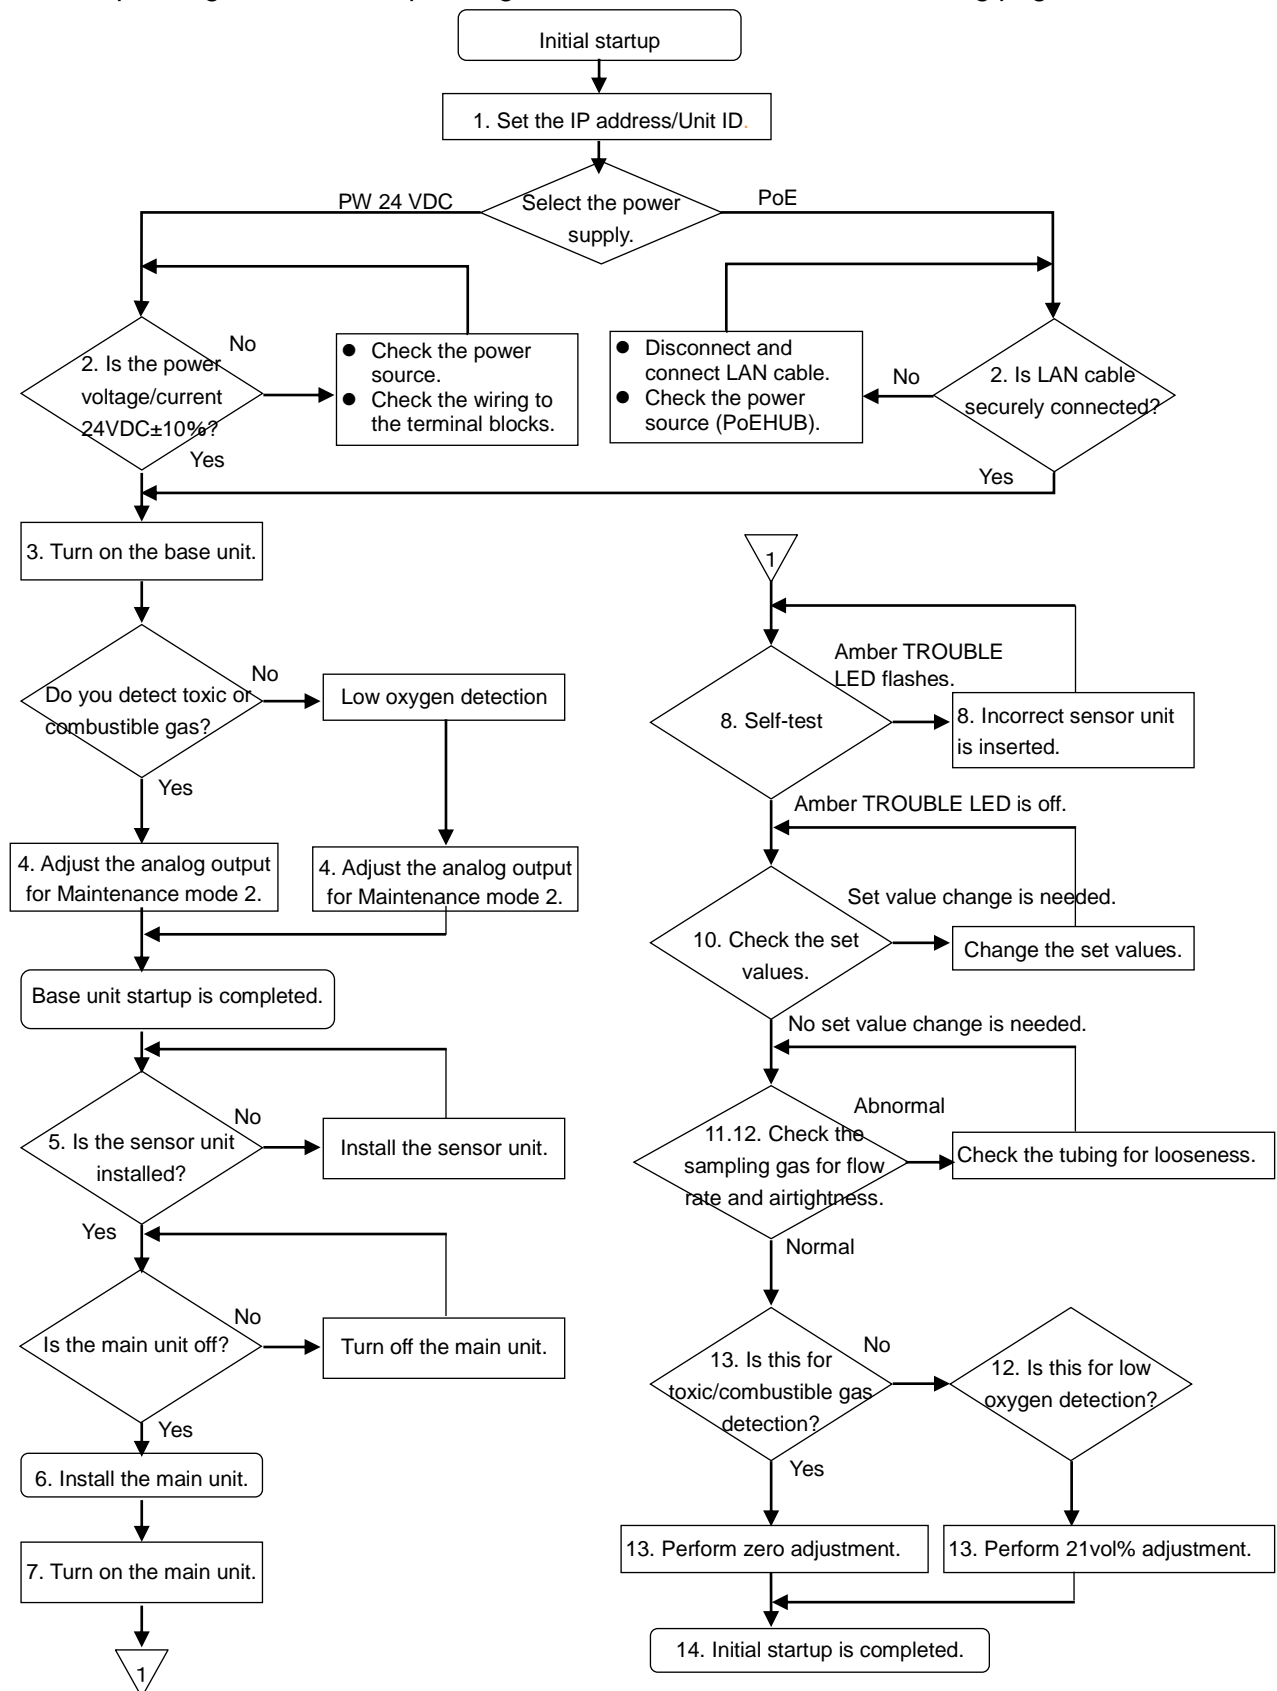 Initial startup
1. Set the IP address/Unit ID.
PW 24 VDC
Select the power
supply.
PoE
2. Is the power
voltage/current
24VDC±10%?
No
Yes
● Check the power
source.
● Check the wiring to
the terminal blocks.
● Disconnect and
connect LAN cable.
● Check the power
source (PoEHUB).
No
2. Is LAN cable
securely connected?
Yes
3. Turn on the base unit.
Do you detect toxic or
combustible gas?
No
Low oxygen detection
Yes
4. Adjust the analog output
for Maintenance mode 2.
4. Adjust the analog output
for Maintenance mode 2.
Base unit startup is completed.
5. Is the sensor unit
installed?
No
Install the sensor unit.
Yes
Is the main unit off?
No
Turn off the main unit.
Yes
6. Install the main unit.
7. Turn on the main unit.
1
1
8. Self-test
Amber TROUBLE
LED flashes.
8. Incorrect sensor unit
is inserted.
Amber TROUBLE LED is off.
10. Check the set
values.
Set value change is needed.
Change the set values.
No set value change is needed.
11.12. Check the
sampling gas for flow
rate and airtightness.
Abnormal
Check the tubing for looseness.
Normal
13. Is this for
toxic/combustible gas
detection?
No
12. Is this for low
oxygen detection?
Yes
13. Perform zero adjustment.
13. Perform 21vol% adjustment.
14. Initial startup is completed.